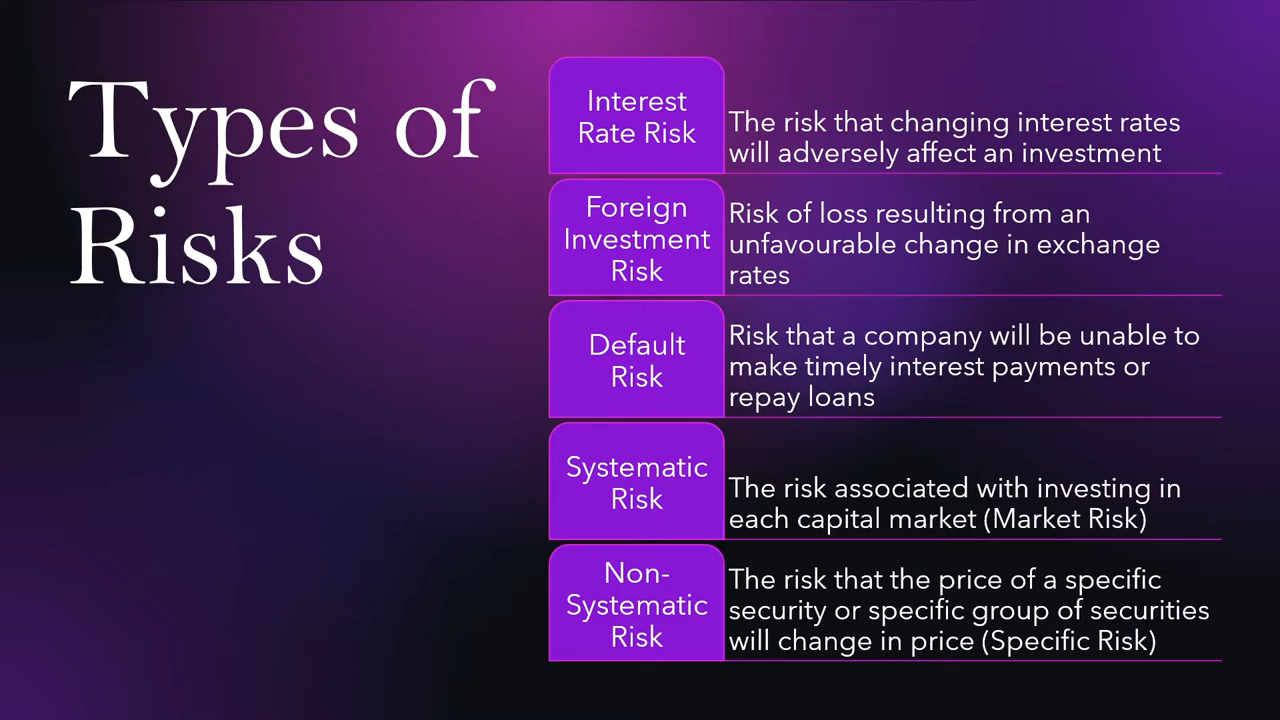 Types of
Risks
Interest
Rate Risk
The risk that changing interest rates
will adversely affect an investment
Foreign
Investment
Risk
Risk of loss resulting from an
unfavourable change in exchange
rates
Default
Risk
Risk that a company will be unable to
make timely interest payments or
repay loans
Systematic
Risk
The risk associated with investing in
each capital market (Market Risk)
Non-
Systematic
Risk
The risk that the price of a specific
security or specific group of securities
will change in price (Specific Risk)